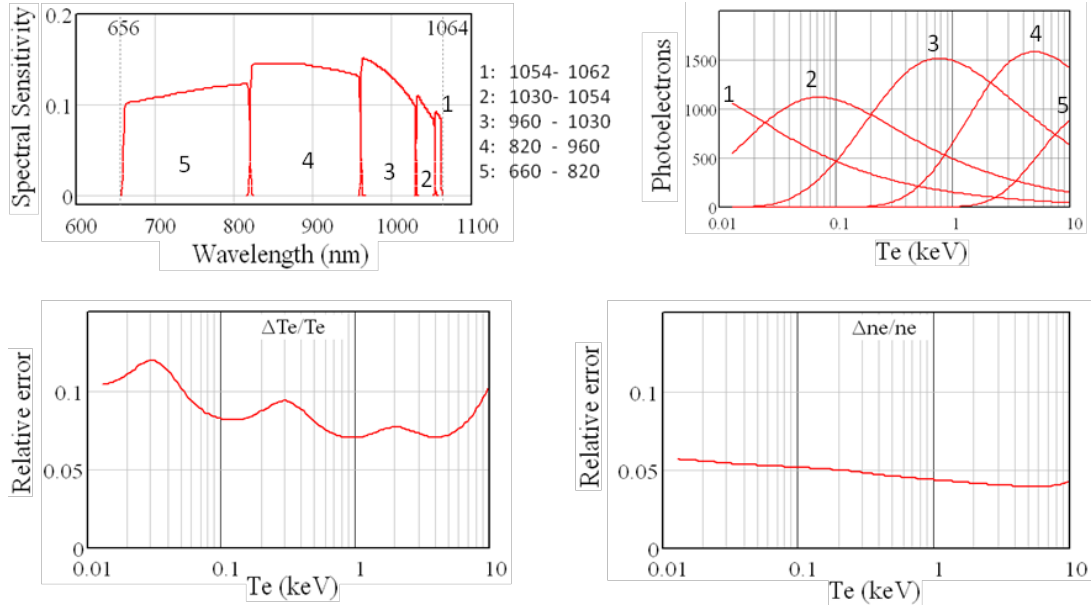 0.2
0.1
0
Spectral Sensitivity
656
1064
1
5
4
3
2
600
700
800
900
1000
1100
Wavelength (nm)
1: 1054- 1062
2: 1030- 1054
3: 960 - 1030
4: 820 - 960
5: 660 - 820
Photoelectrons
1500
1000
500
0
1
2
3
4
5
0.01
0.1
1
10
Te (keV)
Relative error
0.1
0.05
0
ΔTe/Te
0.01
0.1
1
10
Te (keV)
Relative error
0.1
0.05
0
Δne/ne
0.01
0.1
1
10
Te (keV)